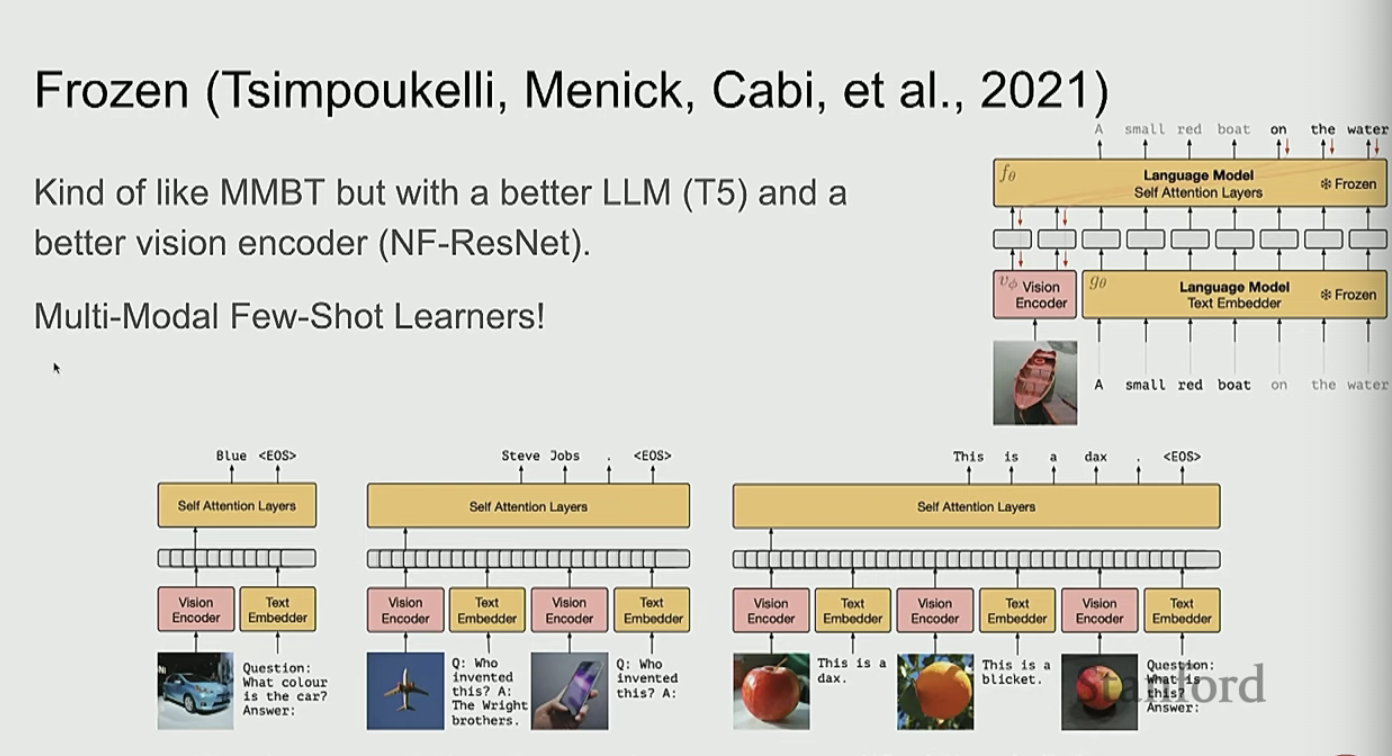 Frozen (Tsimpoukelli, Menick, Cabi, et al., 2021)
Kind of like MMBT but with a better LLM (T5) and a
better vision encoder (NF-ResNet).
Multi-Modal Few-Shot Learners!
A small red boat on the water
fθ
Language Model
Self Attention Layers
Frozen
vϕ Vision
Encoder
gθ
Language Model
Text Embedder
Frozen
A small red boat on the water
Blue <EOS>
Self Attention Layers
Vision
Encoder
Text
Embedder
Question:
What colour
is the car?
Answer:
Steve Jobs . <EOS>
Self Attention Layers
Vision
Encoder
Text
Embedder
Vision
Encoder
Text
Embedder
Q: Who
invented
this? A:
The Wright
brothers.
Q: Who
invented
this? A:
This is a dax . <EOS>
Self Attention Layers
Vision
Encoder
Text
Embedder
Vision
Encoder
Text
Embedder
Vision
Encoder
Text
Embedder
This is a
dax.
This is a
blicket.
Question:
What is
this?
Answer:
Stanford